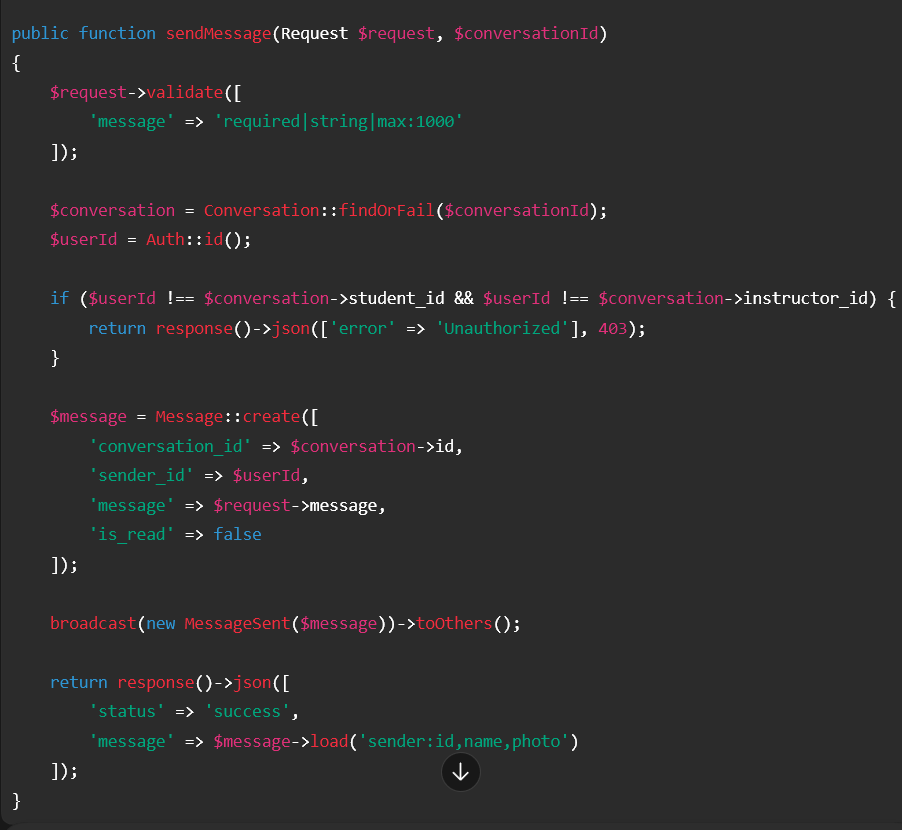 public function sendMessage(Request $request, $conversationId)
{
    $request->validate([
        'message' => 'required|string|max:1000'
    ]);

    $conversation = Conversation::findOrFail($conversationId);
    $userId = Auth::id();

    if ($userId !== $conversation->student_id && $userId !== $conversation->instructor_id) {
        return response()->json(['error' => 'Unauthorized'], 403);
    }

    $message = Message::create([
        'conversation_id' => $conversation->id,
        'sender_id' => $userId,
        'message' => $request->message,
        'is_read' => false
    ]);

    broadcast(new MessageSent($message))->toOthers();

    return response()->json([
        'status' => 'success',
        'message' => $message->load('sender:id,name,photo')
    ]);
}